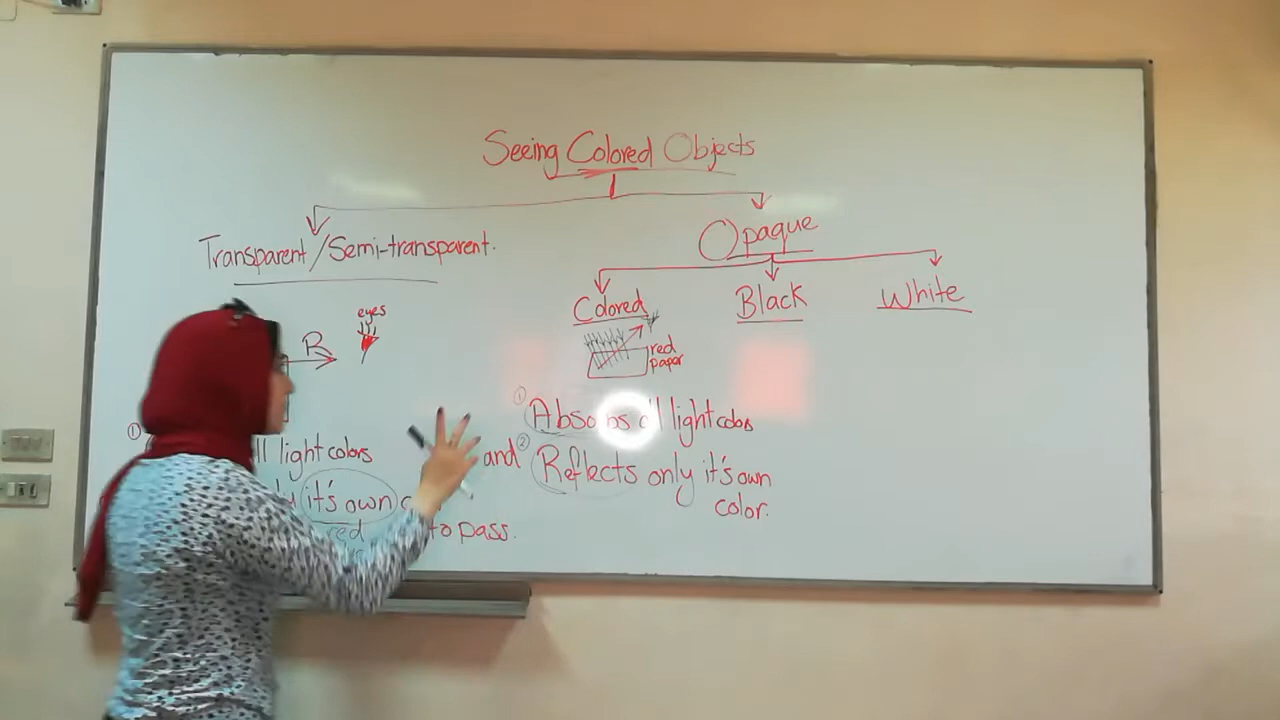 Seeing Colored Objects
Transparent/Semi-transparent.
Opaque
Colored
Black
White
eyes
R
red
paper
①
ll light colors
it's own
red
to pass.
① Absorbs all light colors
and ② Reflects only it's own
color.